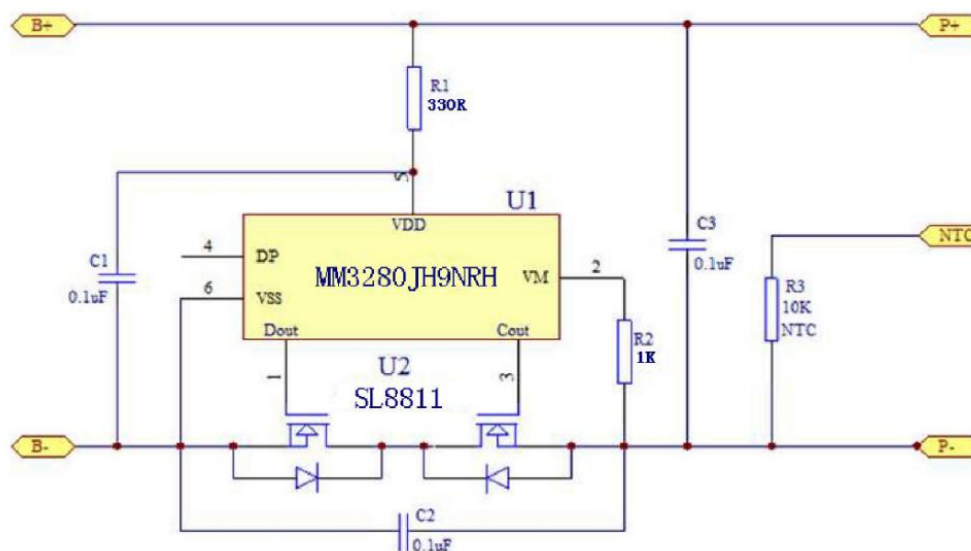 B+
P+
R1
330R
5
U1
VDD
4
DP
C1
0.1uF
6
VSS
MM3280JH9NRH
VM
2
C3
0.1uF
NTC
R3
10K
NTC
Dout
Cout
R2
1K
1
U2
SL8811
3
B-
P-
C2
0.1uF